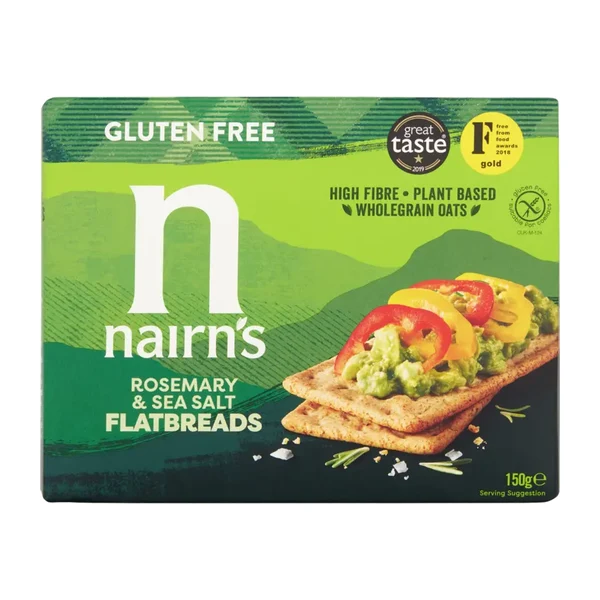 GLUTEN FREE
great
taste
2019
F
free
from
food
awards
2018
gold
HIGH FIBRE • PLANT BASED
WHOLEGRAIN OATS
n
nairn's
ROSEMARY
& SEA SALT
FLATBREADS
150g℮
Serving Suggestion